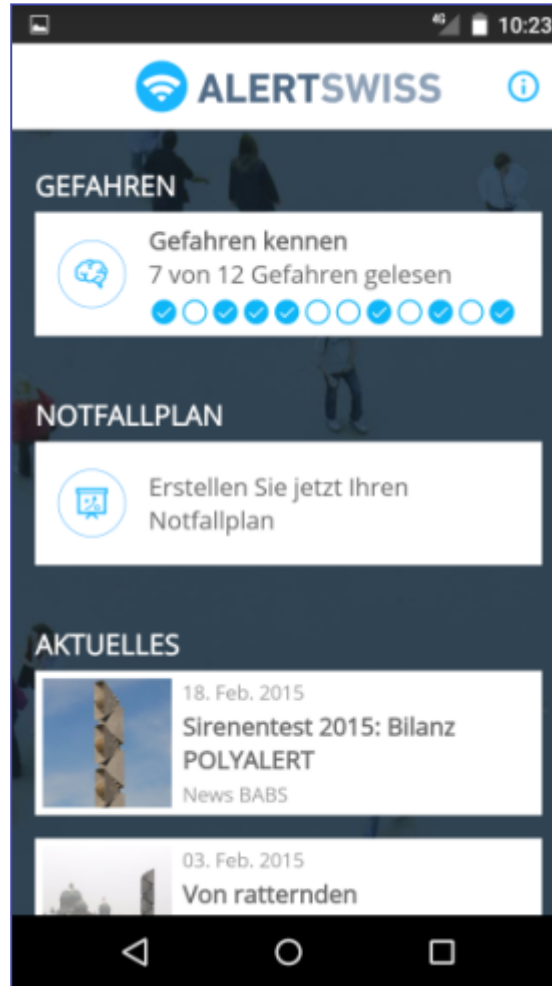 4G 10:23
ALERTSWISS
GEFAHREN
Gefahren kennen
7 von 12 Gefahren gelesen
NOTFALLPLAN
Erstellen Sie jetzt Ihren
Notfallplan
AKTUELLES
18. Feb. 2015
Sirenentest 2015: Bilanz
POLYALERT
News BABS
03. Feb. 2015
Von ratternden